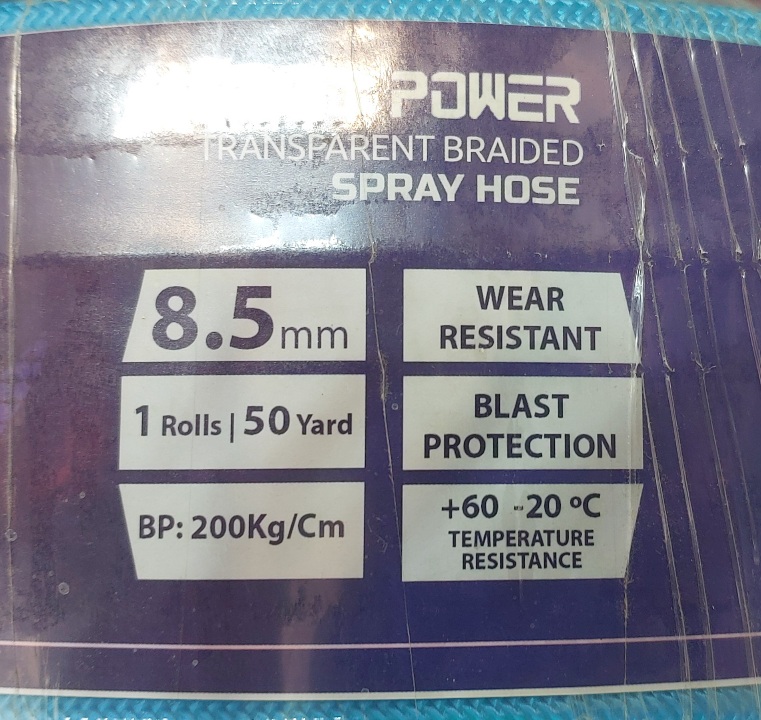 POWER
TRANSPARENT BRAIDED
SPRAY HOSE
8.5mm
WEAR
RESISTANT
1 Rolls | 50 Yard
BLAST
PROTECTION
BP: 200Kg/Cm
+60 -20 ºC
TEMPERATURE
RESISTANCE